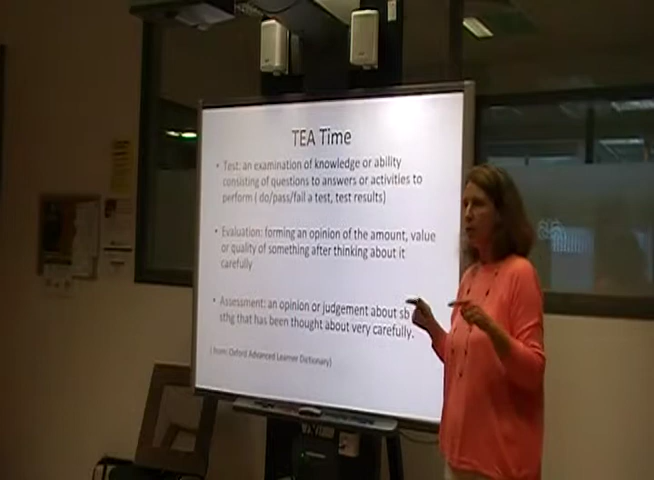 TEA Time
• Test: an examination of knowledge or ability
consisting of questions to answers or activities to
perform ( do/pass/fail a test, test results)
• Evaluation: forming an opinion of the amount, value
or quality of something after thinking about it
carefully
• Assessment: an opinion or judgement about sb
sthg that has been thought about very carefully.
( from: Oxford Advanced Learner Dictionary)